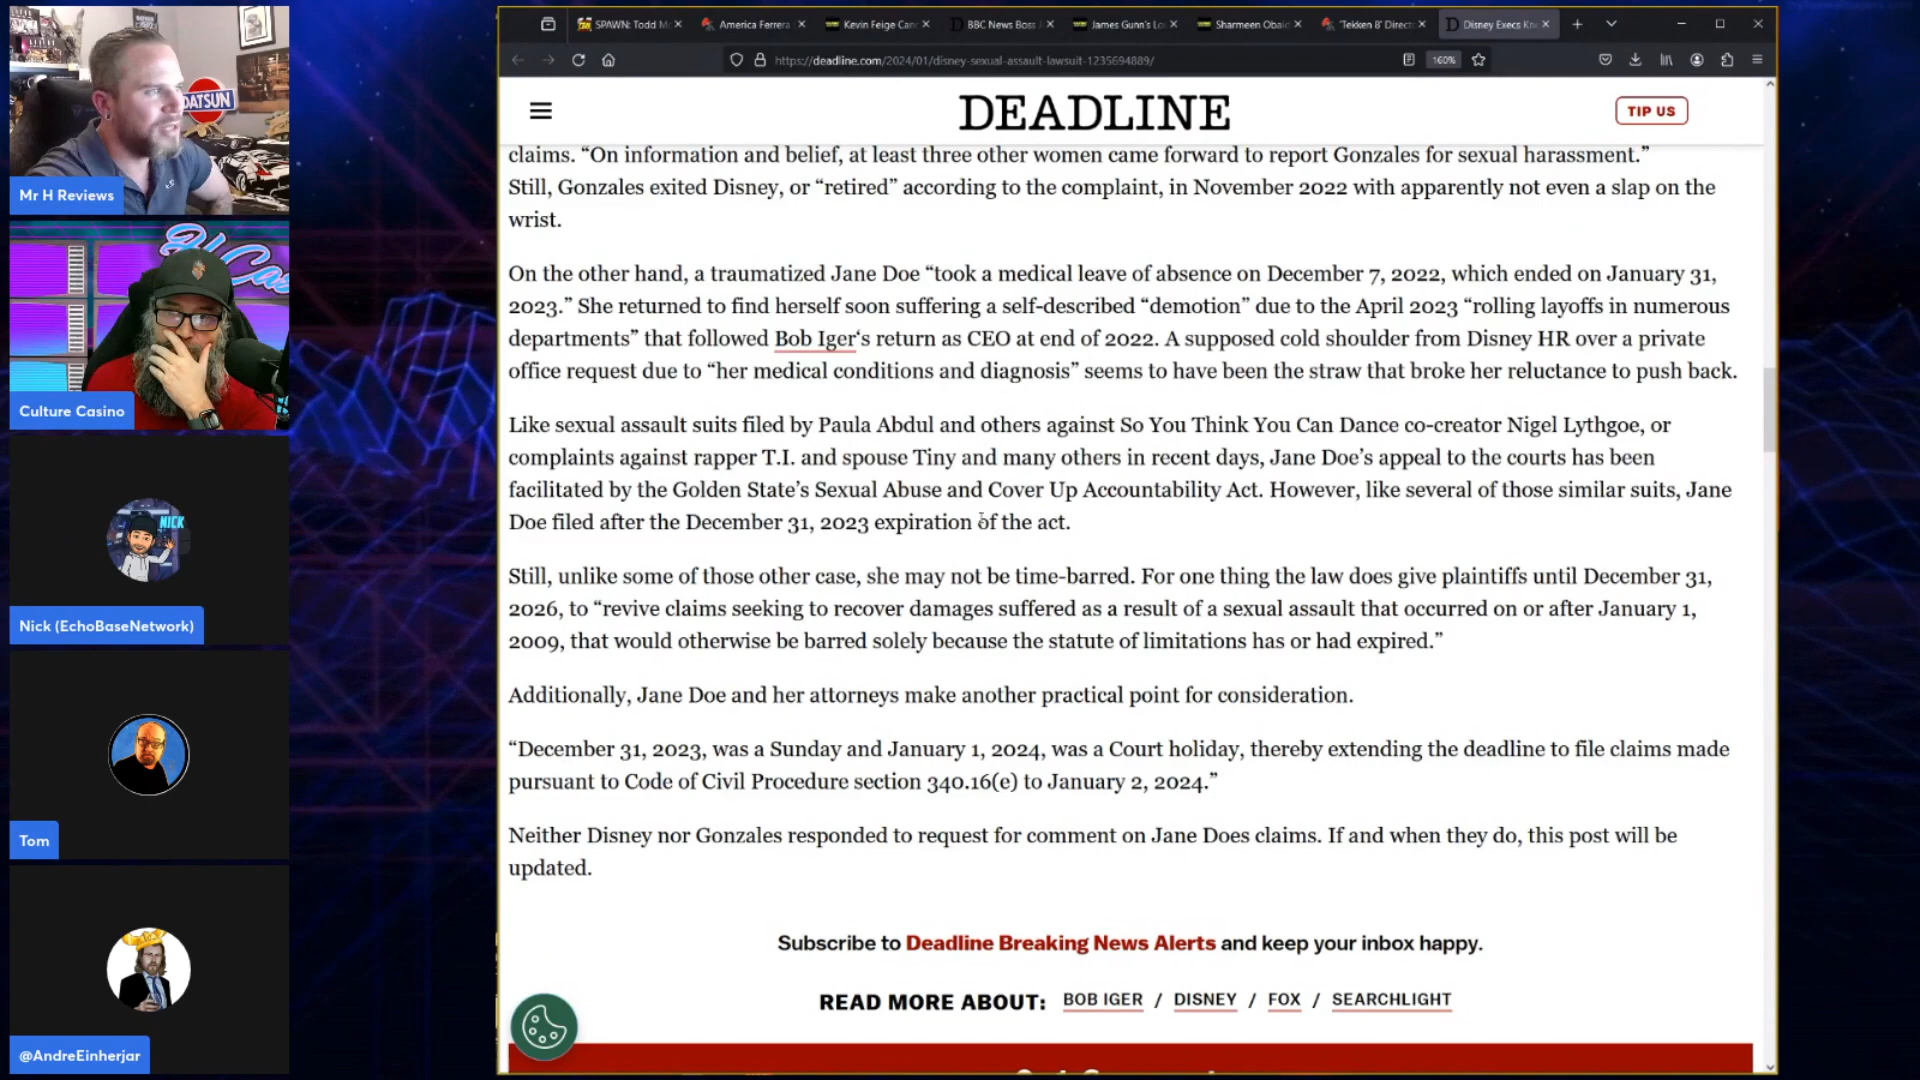 DATSUN
Mr H Reviews
Culture Casino
NICK
Nick (EchoBaseNetwork)
Tom
@AndreEinherjar
SPAWN: Todd M
America Ferrera
Kevin Feige Can
BBC News Boss
James Gunn's Lo
Sharmeen Obaid
'Tekken 8' Direct
Disney Execs Kn
https://deadline.com/2024/01/disney-sexual-assault-lawsuit-1235694889/
160%
DEADLINE
TIP US
claims. “On information and belief, at least three other women came forward to report Gonzales for sexual harassment.”
Still, Gonzales exited Disney, or “retired” according to the complaint, in November 2022 with apparently not even a slap on the
wrist.
On the other hand, a traumatized Jane Doe “took a medical leave of absence on December 7, 2022, which ended on January 31,
2023.” She returned to find herself soon suffering a self-described “demotion” due to the April 2023 “rolling layoffs in numerous
departments” that followed Bob Iger‘s return as CEO at end of 2022. A supposed cold shoulder from Disney HR over a private
office request due to “her medical conditions and diagnosis” seems to have been the straw that broke her reluctance to push back.
Like sexual assault suits filed by Paula Abdul and others against So You Think You Can Dance co-creator Nigel Lythgoe, or
complaints against rapper T.I. and spouse Tiny and many others in recent days, Jane Doe’s appeal to the courts has been
facilitated by the Golden State’s Sexual Abuse and Cover Up Accountability Act. However, like several of those similar suits, Jane
Doe filed after the December 31, 2023 expiration of the act.
Still, unlike some of those other case, she may not be time-barred. For one thing the law does give plaintiffs until December 31,
2026, to “revive claims seeking to recover damages suffered as a result of a sexual assault that occurred on or after January 1,
2009, that would otherwise be barred solely because the statute of limitations has or had expired.”
Additionally, Jane Doe and her attorneys make another practical point for consideration.
“December 31, 2023, was a Sunday and January 1, 2024, was a Court holiday, thereby extending the deadline to file claims made
pursuant to Code of Civil Procedure section 340.16(e) to January 2, 2024.”
Neither Disney nor Gonzales responded to request for comment on Jane Does claims. If and when they do, this post will be
updated.
Subscribe to Deadline Breaking News Alerts and keep your inbox happy.
READ MORE ABOUT: BOB IGER / DISNEY / FOX / SEARCHLIGHT